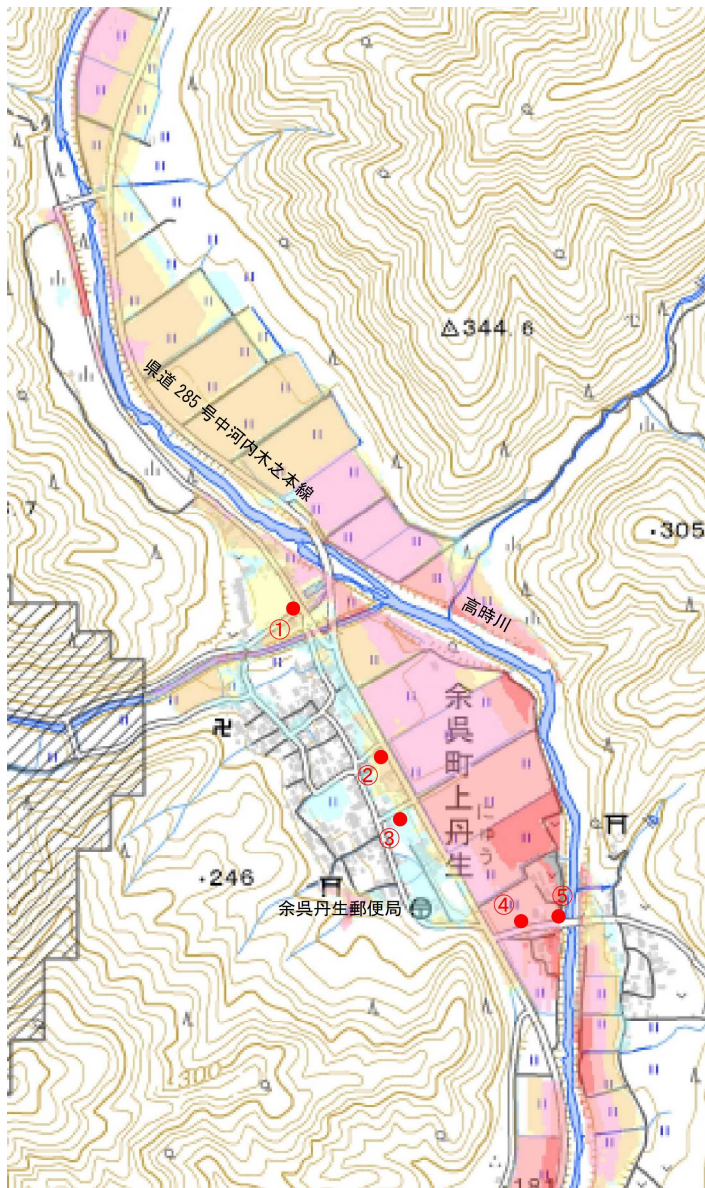 △344.6
県道285号中河内木之本線
.7
・305
高時川
①
余呉町上丹生
にゅう
②
③
・246
余呉丹生郵便局
④
⑤
・300
181